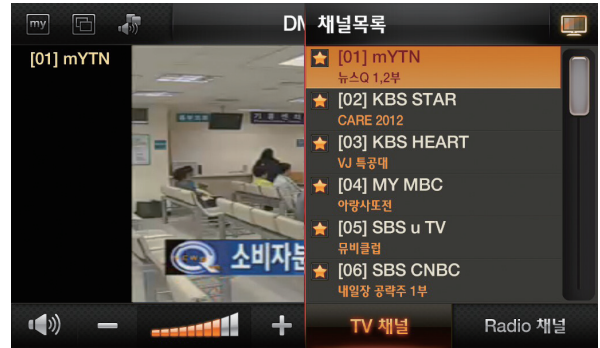 my
DM
채널목록
[01] mYTN
[01] mYTN
뉴스Q 1,2부
[02] KBS STAR
CARE 2012
[03] KBS HEART
VJ 특공대
[04] MY MBC
아랑사또전
[05] SBS u TV
뮤비클럽
[06] SBS CNBC
내일장 공략주 1부
Q 소비자분
TV 채널
Radio 채널